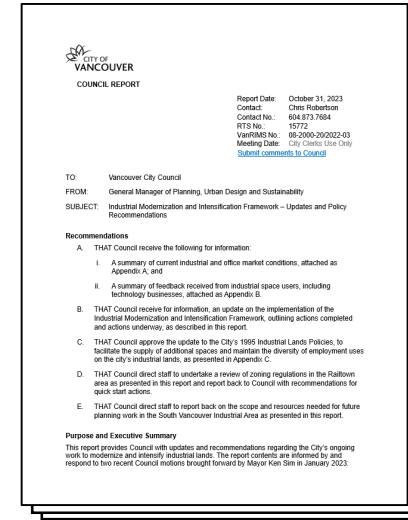 CITY OF
VANCOUVER
COUNCIL REPORT
Report Date: October 31, 2023
Contact: Chris Robertson
Contact No.: 604.873.7684
RTS No.: 15772
VanRIMS No.: 08-2000-20/2022-03
Meeting Date: City Clerks Use Only
Submit comments to Council
TO: Vancouver City Council
FROM: General Manager of Planning, Urban Design and Sustainability
SUBJECT: Industrial Modernization and Intensification Framework – Updates and Policy
Recommendations
Recommendations
A. THAT Council receive the following for information:
i. A summary of current industrial and office market conditions, attached as
Appendix A; and
ii. A summary of feedback received from industrial space users, including
technology businesses, attached as Appendix B.
B. THAT Council receive for information, an update on the implementation of the
Industrial Modernization and Intensification Framework, outlining actions completed
and actions underway, as described in this report.
C. THAT Council approve the update to the City's 1995 Industrial Lands Policies, to
facilitate the supply of additional spaces and maintain the diversity of employment uses
on the city's industrial lands, as presented in Appendix C.
D. THAT Council direct staff to undertake a review of zoning regulations in the Railtown
area as presented in this report and report back to Council with recommendations for
quick start actions.
E. THAT Council direct staff to report back on the scope and resources needed for future
planning work in the South Vancouver Industrial Area as presented in this report.
Purpose and Executive Summary
This report provides Council with updates and recommendations regarding the City's ongoing
work to modernize and intensify industrial lands. The report contents are informed by and
respond to two recent Council motions brought forward by Mayor Ken Sim in January 2023: